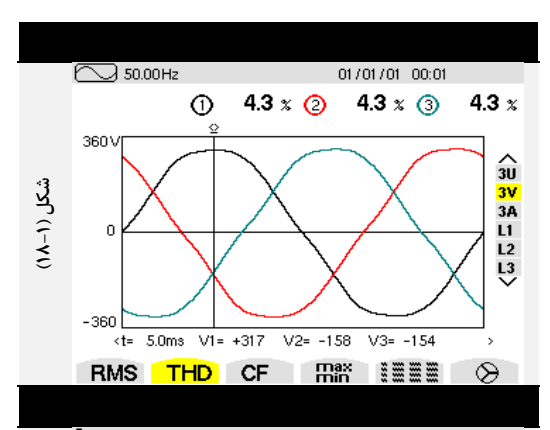 50.00Hz 01/01/01 00:01
1 4.3 % 2 4.3 % 3 4.3 %
360V
0
-360
3U
3V
3A
L1
L2
L3
<t= 5.0ms V1= +317 V2= -158 V3= -154 >
RMS THD CF max min
شكل (١-١٨)